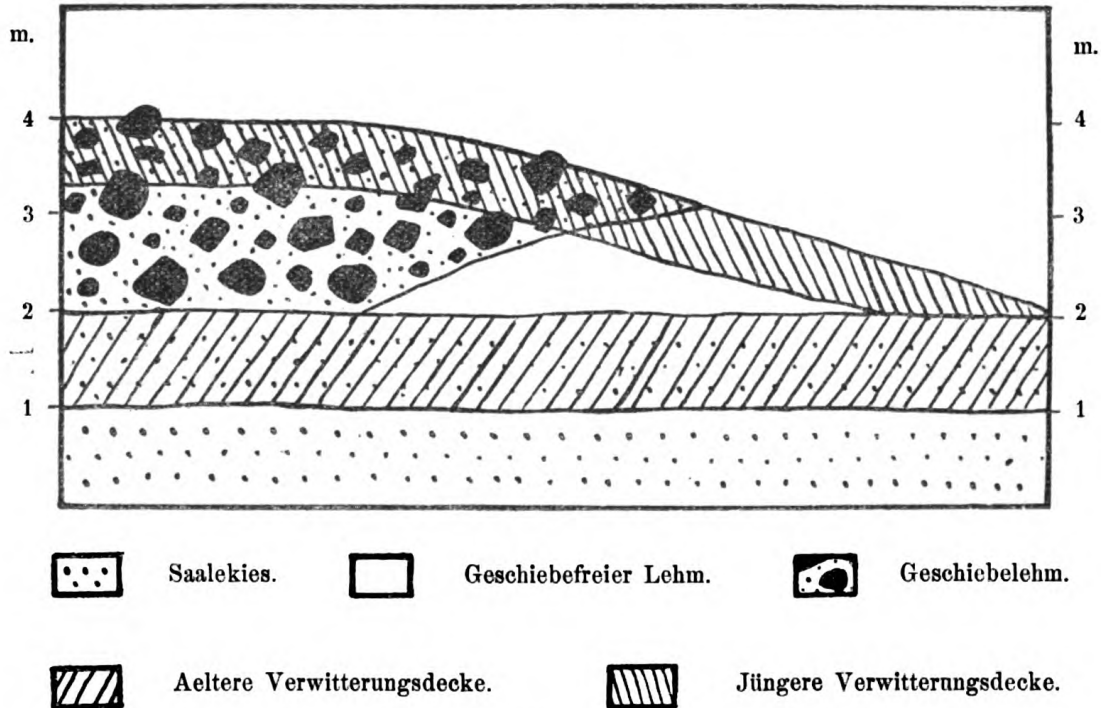 m. m.
4 4
3 3
2 2
1 1
Saalekies. Geschiebefreier Lehm. Geschiebelehm.
Aeltere Verwitterungsdecke. Jüngere Verwitterungsdecke.